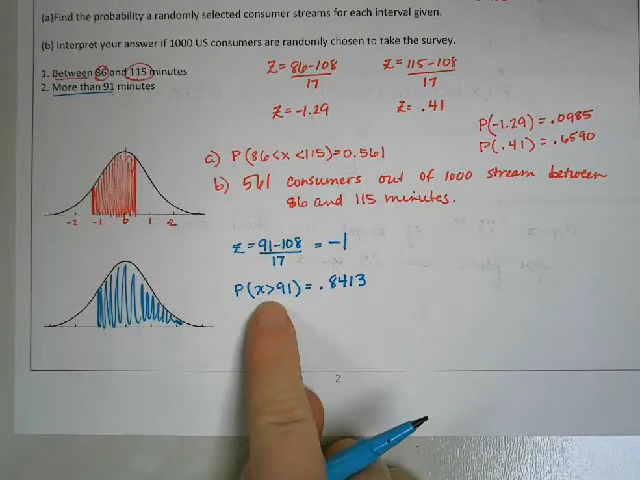 (a)Find the probability a randomly selected consumer streams for each interval given.
(b) Interpret your answer if 1000 US consumers are randomly chosen to take the survey.
1. Between 86 and 115 minutes
2. More than 91 minutes
Z = 86-108
17
Z = 115-108
17
Z = -1.29
Z = .41
P(-1.29) = .0985
P(.41) = .6590
a) P(86<x<115)=0.561
b) 561 consumers out of 1000 stream between
86 and 115 minutes.
-2 -1 0 1 2
Z = 91-108 = -1
17
P(x>91) = .8413
2